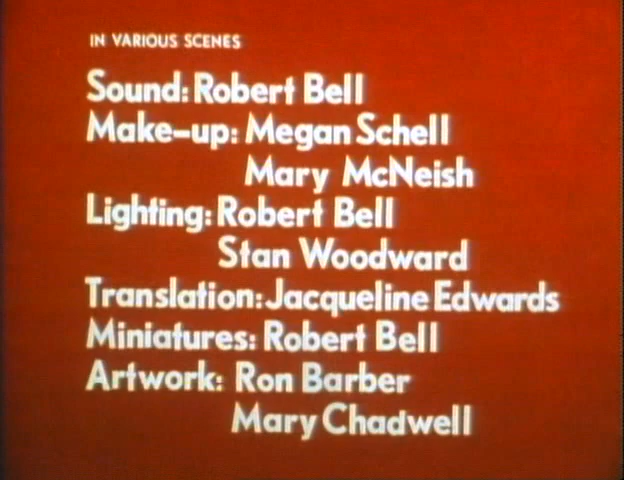 IN VARIOUS SCENES
Sound: Robert Bell
Make-up: Megan Schell
Mary McNeish
Lighting: Robert Bell
Stan Woodward
Translation: Jacqueline Edwards
Miniatures: Robert Bell
Artwork: Ron Barber
Mary Chadwell